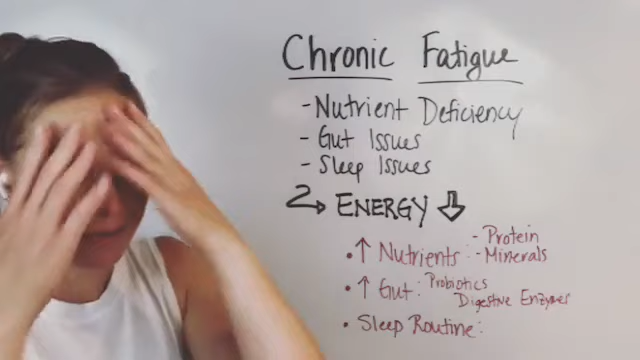 Chronic Fatigue
- Nutrient Deficiency
- Gut Issues
- Sleep Issues
ENERGY ↓
• ↑ Nutrients: - Protein
- Minerals
• ↑ Gut: Probiotics
Digestive Enzymes
• Sleep Routine: